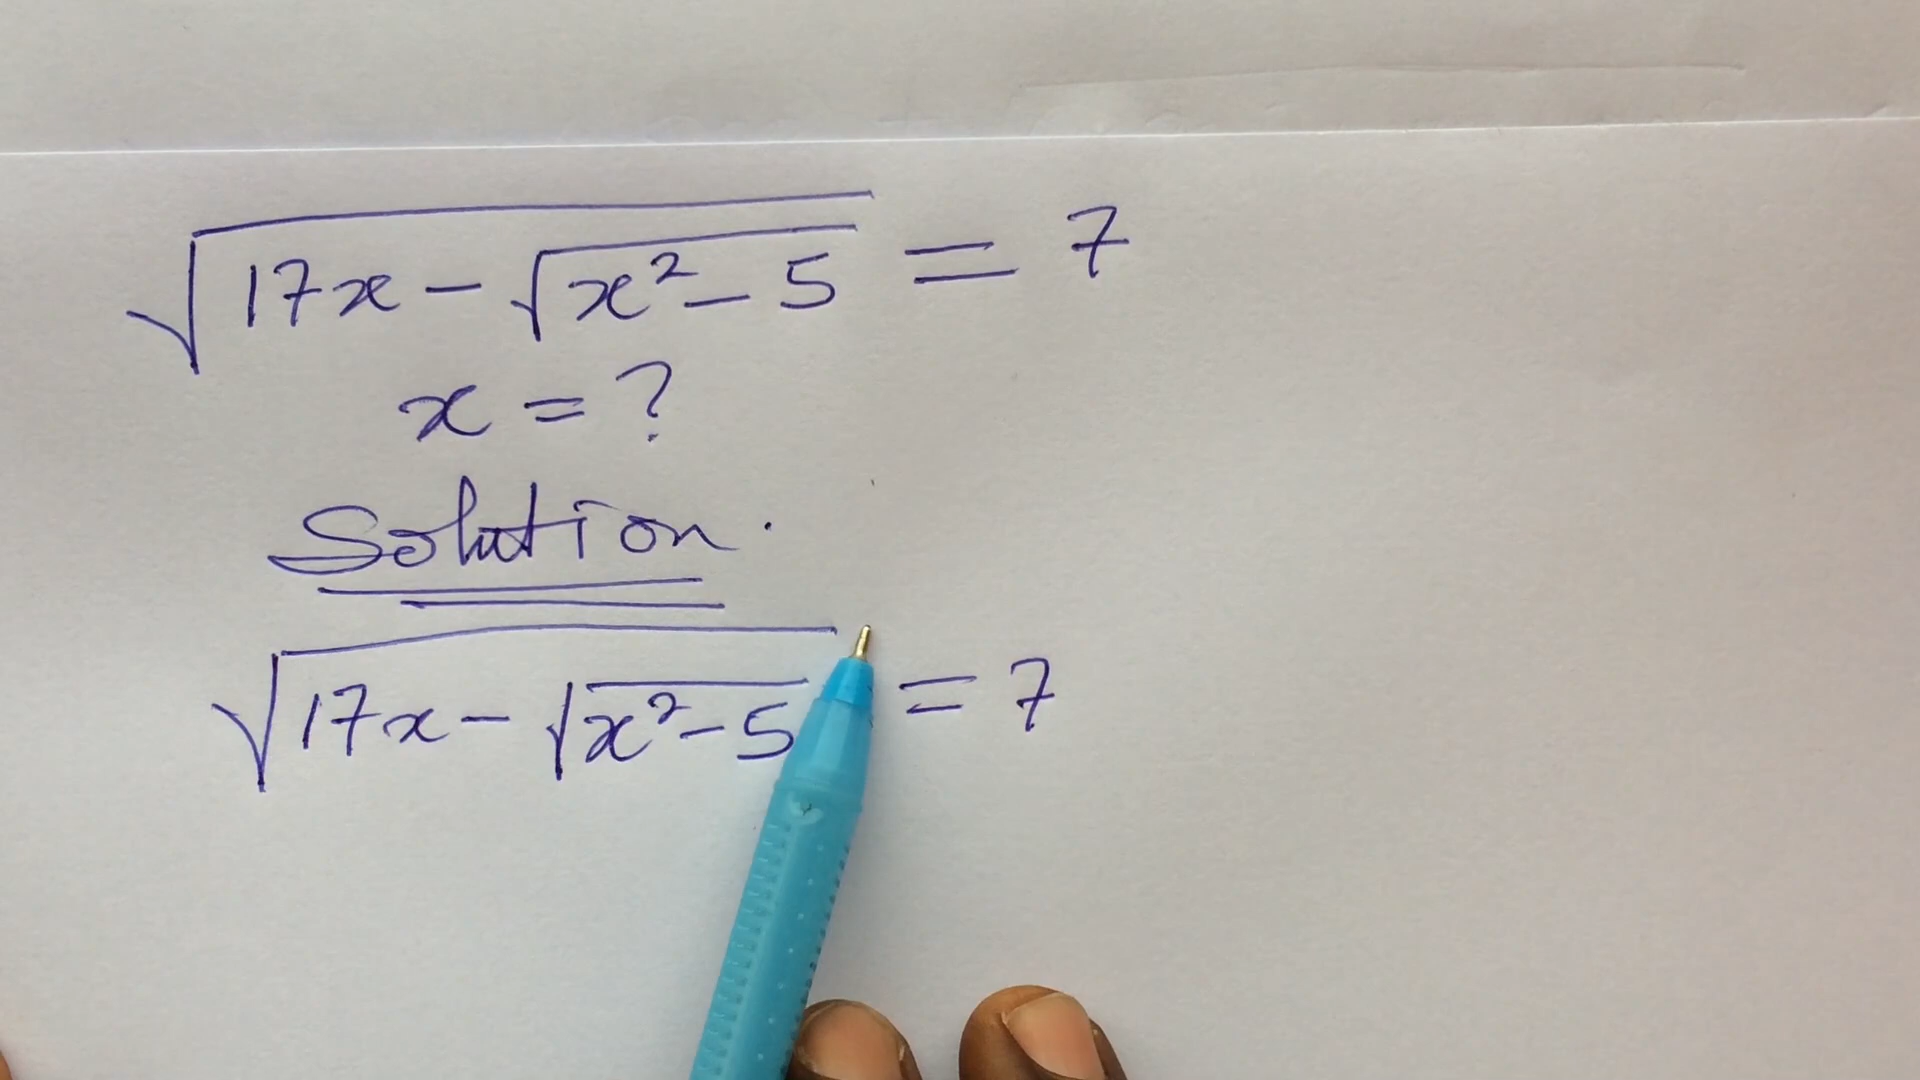 √(17x - √(x² - 5)) = 7
x = ?
Solution.
√(17x - √(x² - 5)) = 7